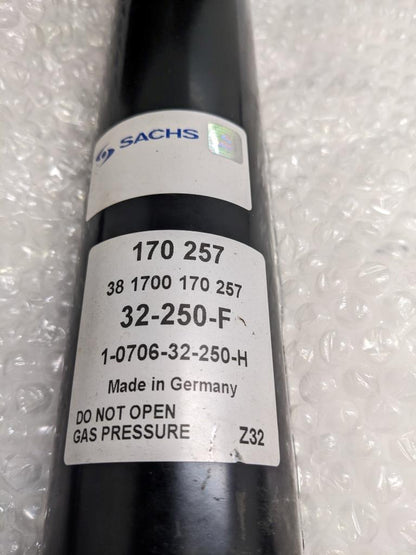 SACHS
170 257
38 1700 170 257
32-250-F
1-0706-32-250-H
Made in Germany
DO NOT OPEN
GAS PRESSURE Z32